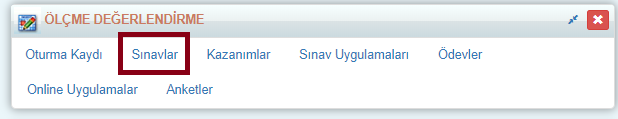 ÖLÇME DEĞERLENDİRME
Oturma Kaydı Sınavlar Kazanımlar Sınav Uygulamaları Ödevler
Online Uygulamalar Anketler